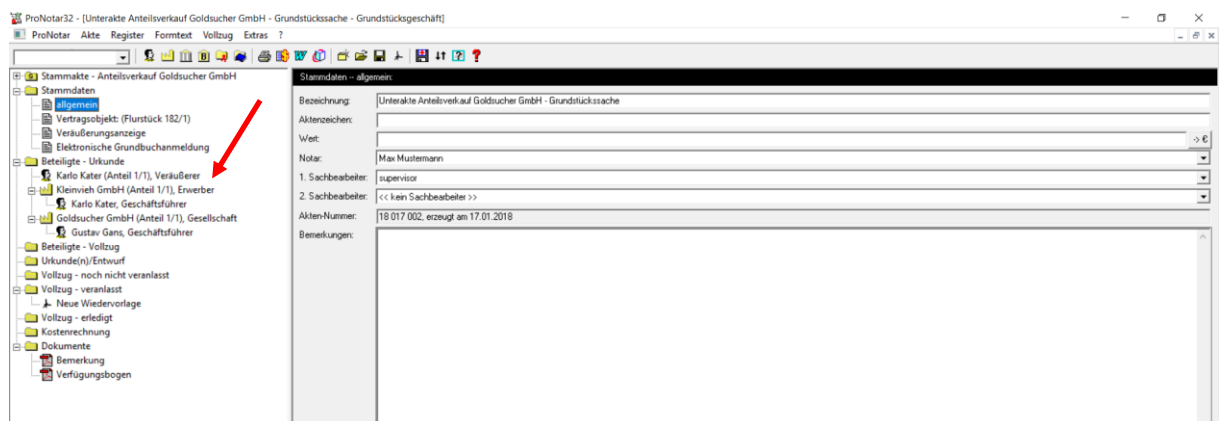 ProNotar32 - [Unterakte Anteilsverkauf Goldsucher GmbH - Grundstückssache - Grundstücksgeschäft]
ProNotar Akte Register Formtext Vollzug Extras ?
Stammakte - Anteilsverkauf Goldsucher GmbH
Stammdaten
allgemein
Vertragsobjekt: (Flurstück 182/1)
Veräußerungsanzeige
Elektronische Grundbuchanmeldung
Beteiligte - Urkunde
Karlo Kater (Anteil 1/1), Veräußerer
Kleinvieh GmbH (Anteil 1/1), Erwerber
Karlo Kater, Geschäftsführer
Goldsucher GmbH (Anteil 1/1), Gesellschaft
Gustav Gans, Geschäftsführer
Beteiligte - Vollzug
Urkunde(n)/Entwurf
Vollzug - noch nicht veranlasst
Vollzug - veranlasst
Neue Wiedervorlage
Vollzug - erledigt
Kostenrechnung
Dokumente
Bemerkung
Verfügungsbogen
Stammdaten -- allgemein:
Bezeichnung: Unterakte Anteilsverkauf Goldsucher GmbH - Grundstückssache
Aktenzeichen:
Wert: -> €
Notar: Max Mustermann
1. Sachbearbeiter: supervisor
2. Sachbearbeiter: << kein Sachbearbeiter >>
Akten-Nummer: 18 017 002, erzeugt am 17.01.2018
Bemerkungen: